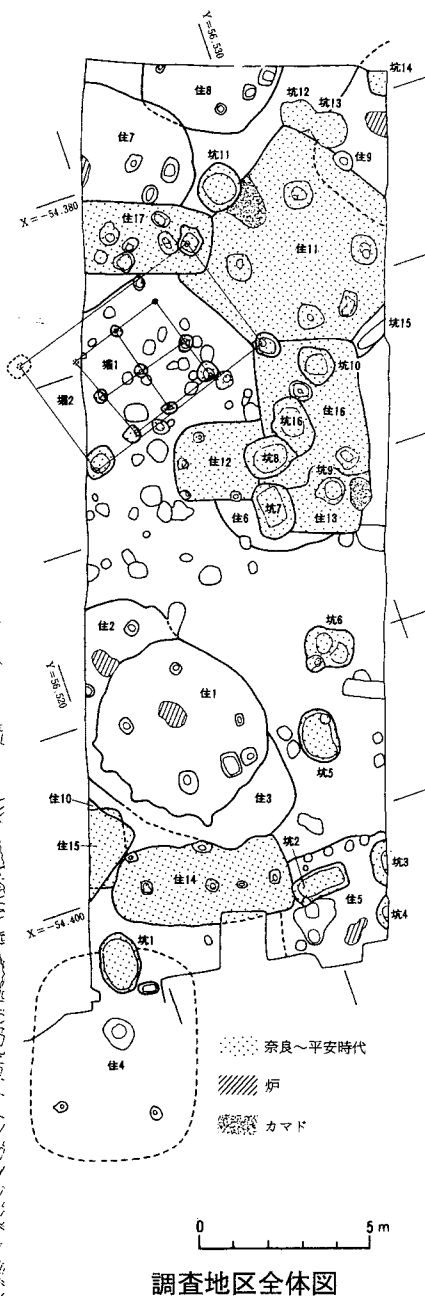 Y=56.530
住8
坑14
坑12
坑13
住7
住9
坑11
X=-54.380
住17
住11
坑15
堀1
坑10
堀2
坑16
住16
住12
坑8
坑9
坑7
住6
住13
住2
坑6
Y=56.520
住1
坑5
住10
住3
坑2
住15
坑3
住14
住5
坑4
X=-54.400
坑1
住4
奈良~平安時代
炉
カマド
0 5m
調査地区全体図